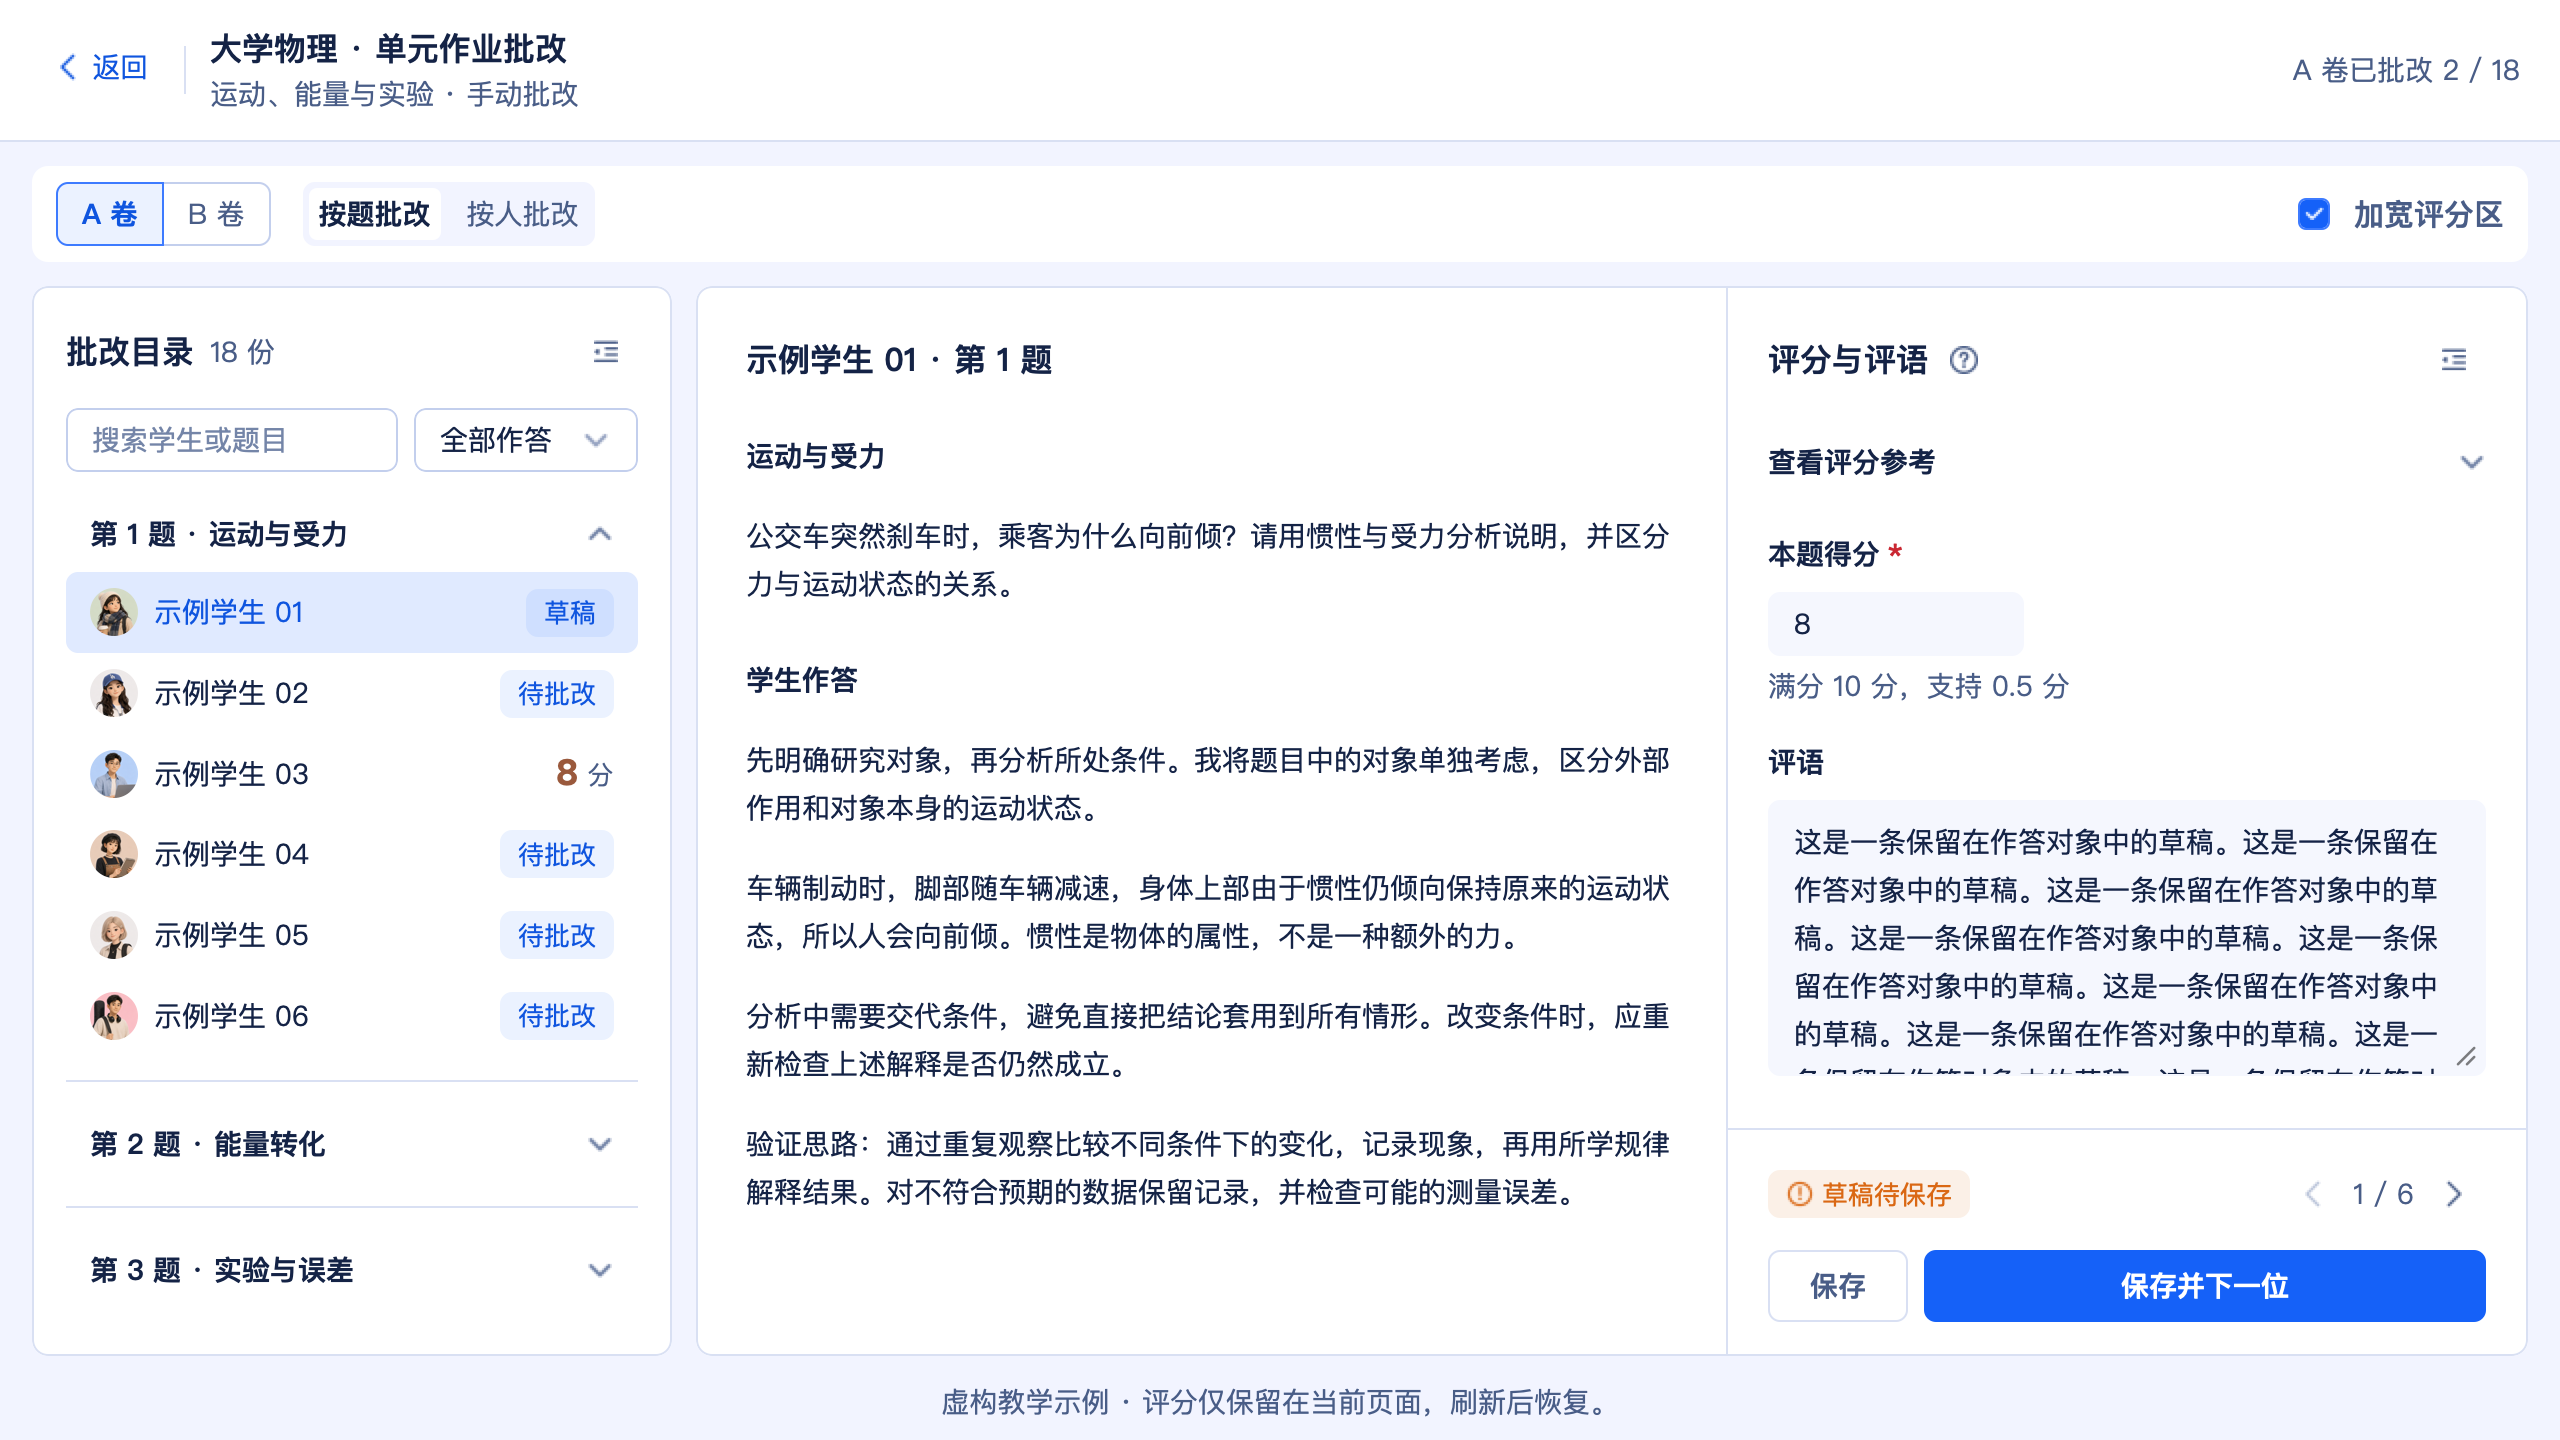 返回
大学物理 · 单元作业批改
运动、能量与实验 · 手动批改
A 卷已批改 2 / 18
A 卷
B 卷
按题批改
按人批改
加宽评分区
批改目录 18 份
搜索学生或题目
全部作答
第 1 题 · 运动与受力
示例学生 01
草稿
示例学生 02
待批改
示例学生 03
8 分
示例学生 04
待批改
示例学生 05
待批改
示例学生 06
待批改
第 2 题 · 能量转化
第 3 题 · 实验与误差
示例学生 01 · 第 1 题
运动与受力
公交车突然刹车时，乘客为什么向前倾？请用惯性与受力分析说明，并区分
力与运动状态的关系。
学生作答
先明确研究对象，再分析所处条件。我将题目中的对象单独考虑，区分外部
作用和对象本身的运动状态。
车辆制动时，脚部随车辆减速，身体上部由于惯性仍倾向保持原来的运动状
态，所以人会向前倾。惯性是物体的属性，不是一种额外的力。
分析中需要交代条件，避免直接把结论套用到所有情形。改变条件时，应重
新检查上述解释是否仍然成立。
验证思路：通过重复观察比较不同条件下的变化，记录现象，再用所学规律
解释结果。对不符合预期的数据保留记录，并检查可能的测量误差。
评分与评语
查看评分参考
本题得分 *
8
满分 10 分，支持 0.5 分
评语
这是一条保留在作答对象中的草稿。这是一条保留在
作答对象中的草稿。这是一条保留在作答对象中的草
稿。这是一条保留在作答对象中的草稿。这是一条保
留在作答对象中的草稿。这是一条保留在作答对象中
的草稿。这是一条保留在作答对象中的草稿。这是一
草稿待保存
1 / 6
保存
保存并下一位
虚构教学示例 · 评分仅保留在当前页面，刷新后恢复。